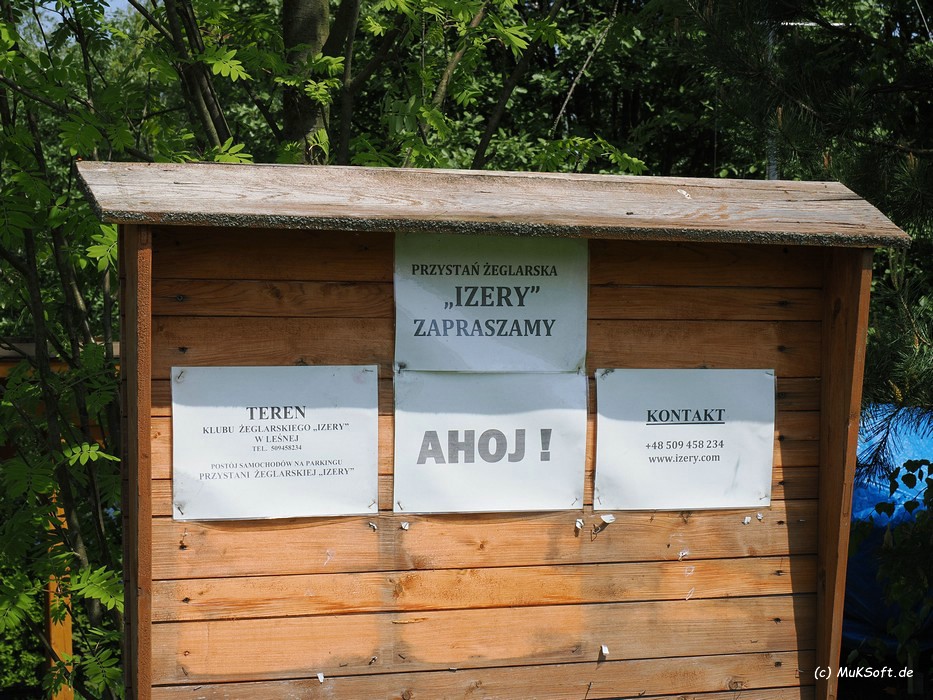 PRZYSTAŃ ŻEGLARSKA
„IZERY”
ZAPRASZAMY
TEREN
KLUBU ŻEGLARSKIEGO „IZERY”
W LEŚNEJ
TEL. 509458234
POSTÓJ SAMOCHODÓW NA PARKINGU
PRZYSTANI ŻEGLARSKIEJ „IZERY”
AHOJ !
KONTAKT
+48 509 458 234
www.izery.com
(c) MuKSoft.de